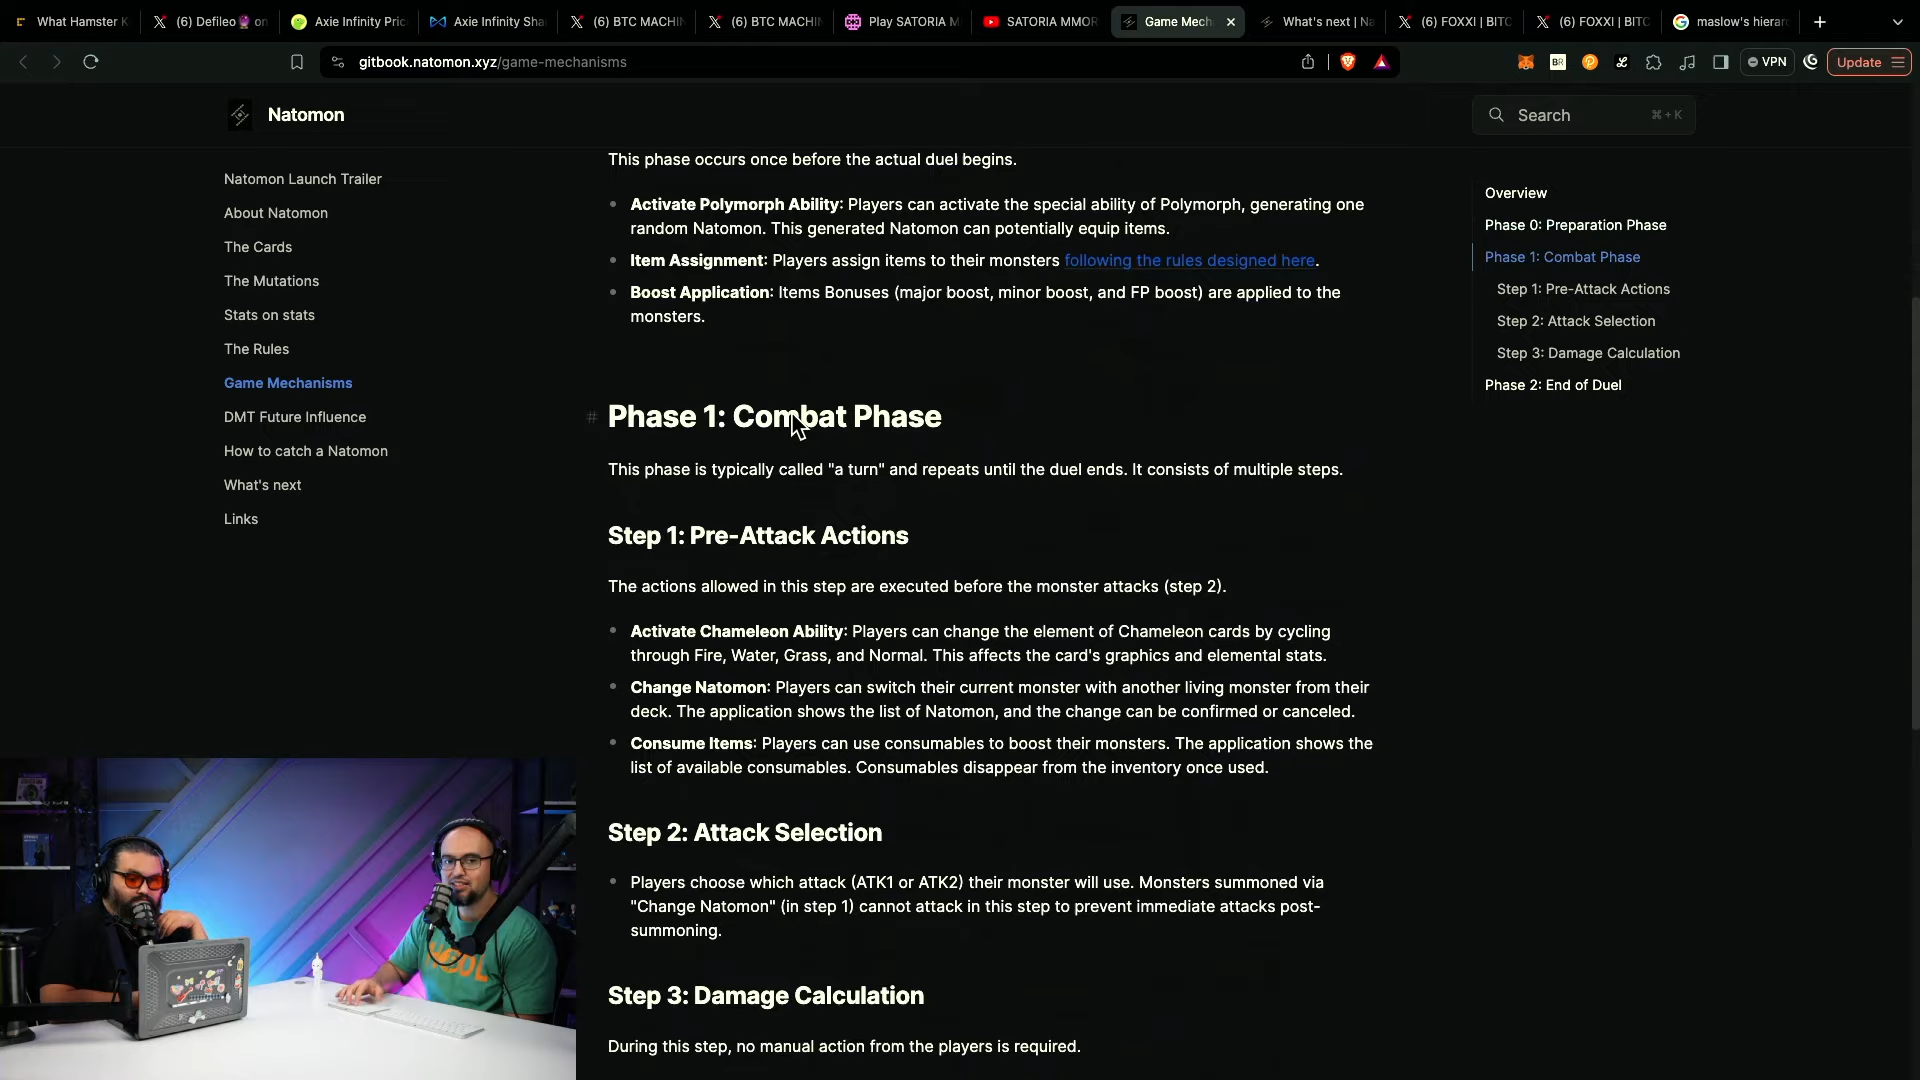 What Hamster K
(6) Defileo🔮 on
Axie Infinity Pric
Axie Infinity Sha
(6) BTC MACHIN
(6) BTC MACHIN
Play SATORIA M
SATORIA MMOR
Game Mech
What's next | Na
(6) FOXXI | BITC
(6) FOXXI | BITC
maslow's hierar
gitbook.natomon.xyz/game-mechanisms
BR
VPN
Update
Natomon
Search
⌘ + K
Natomon Launch Trailer
About Natomon
The Cards
The Mutations
Stats on stats
The Rules
Game Mechanisms
DMT Future Influence
How to catch a Natomon
What's next
Links
This phase occurs once before the actual duel begins.
Activate Polymorph Ability: Players can activate the special ability of Polymorph, generating one
random Natomon. This generated Natomon can potentially equip items.
Item Assignment: Players assign items to their monsters following the rules designed here.
Boost Application: Items Bonuses (major boost, minor boost, and FP boost) are applied to the
monsters.
# Phase 1: Combat Phase
This phase is typically called "a turn" and repeats until the duel ends. It consists of multiple steps.
Step 1: Pre-Attack Actions
The actions allowed in this step are executed before the monster attacks (step 2).
Activate Chameleon Ability: Players can change the element of Chameleon cards by cycling
through Fire, Water, Grass, and Normal. This affects the card's graphics and elemental stats.
Change Natomon: Players can switch their current monster with another living monster from their
deck. The application shows the list of Natomon, and the change can be confirmed or canceled.
Consume Items: Players can use consumables to boost their monsters. The application shows the
list of available consumables. Consumables disappear from the inventory once used.
Step 2: Attack Selection
Players choose which attack (ATK1 or ATK2) their monster will use. Monsters summoned via
"Change Natomon" (in step 1) cannot attack in this step to prevent immediate attacks post-
summoning.
Step 3: Damage Calculation
During this step, no manual action from the players is required.
Overview
Phase 0: Preparation Phase
Phase 1: Combat Phase
Step 1: Pre-Attack Actions
Step 2: Attack Selection
Step 3: Damage Calculation
Phase 2: End of Duel